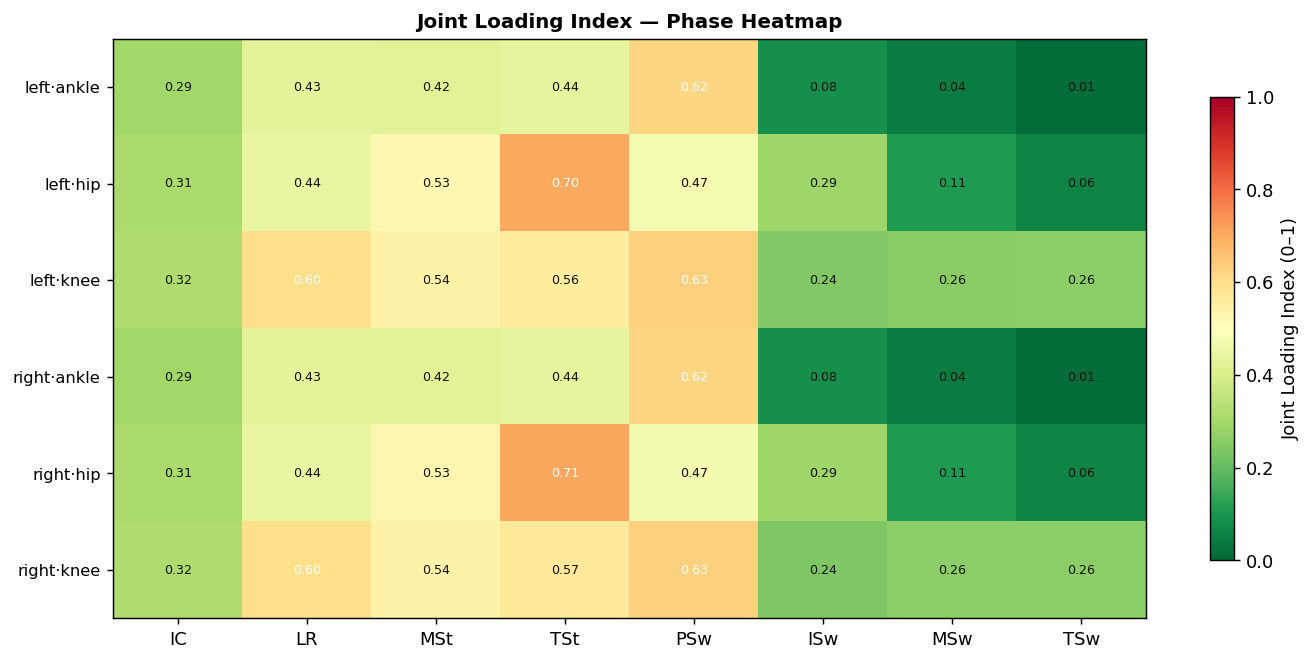 Joint Loading Index — Phase Heatmap
left·ankle 0.29 0.43 0.42 0.44 0.62 0.08 0.04 0.01
left·hip 0.31 0.44 0.53 0.70 0.47 0.29 0.11 0.06
left·knee 0.32 0.60 0.54 0.56 0.63 0.24 0.26 0.26
right·ankle 0.29 0.43 0.42 0.44 0.62 0.08 0.04 0.01
right·hip 0.31 0.44 0.53 0.71 0.47 0.29 0.11 0.06
right·knee 0.32 0.60 0.54 0.57 0.63 0.24 0.26 0.26
IC LR MSt TSt PSw ISw MSw TSw
1.0
0.8
0.6
0.4
0.2
0.0
Joint Loading Index (0–1)